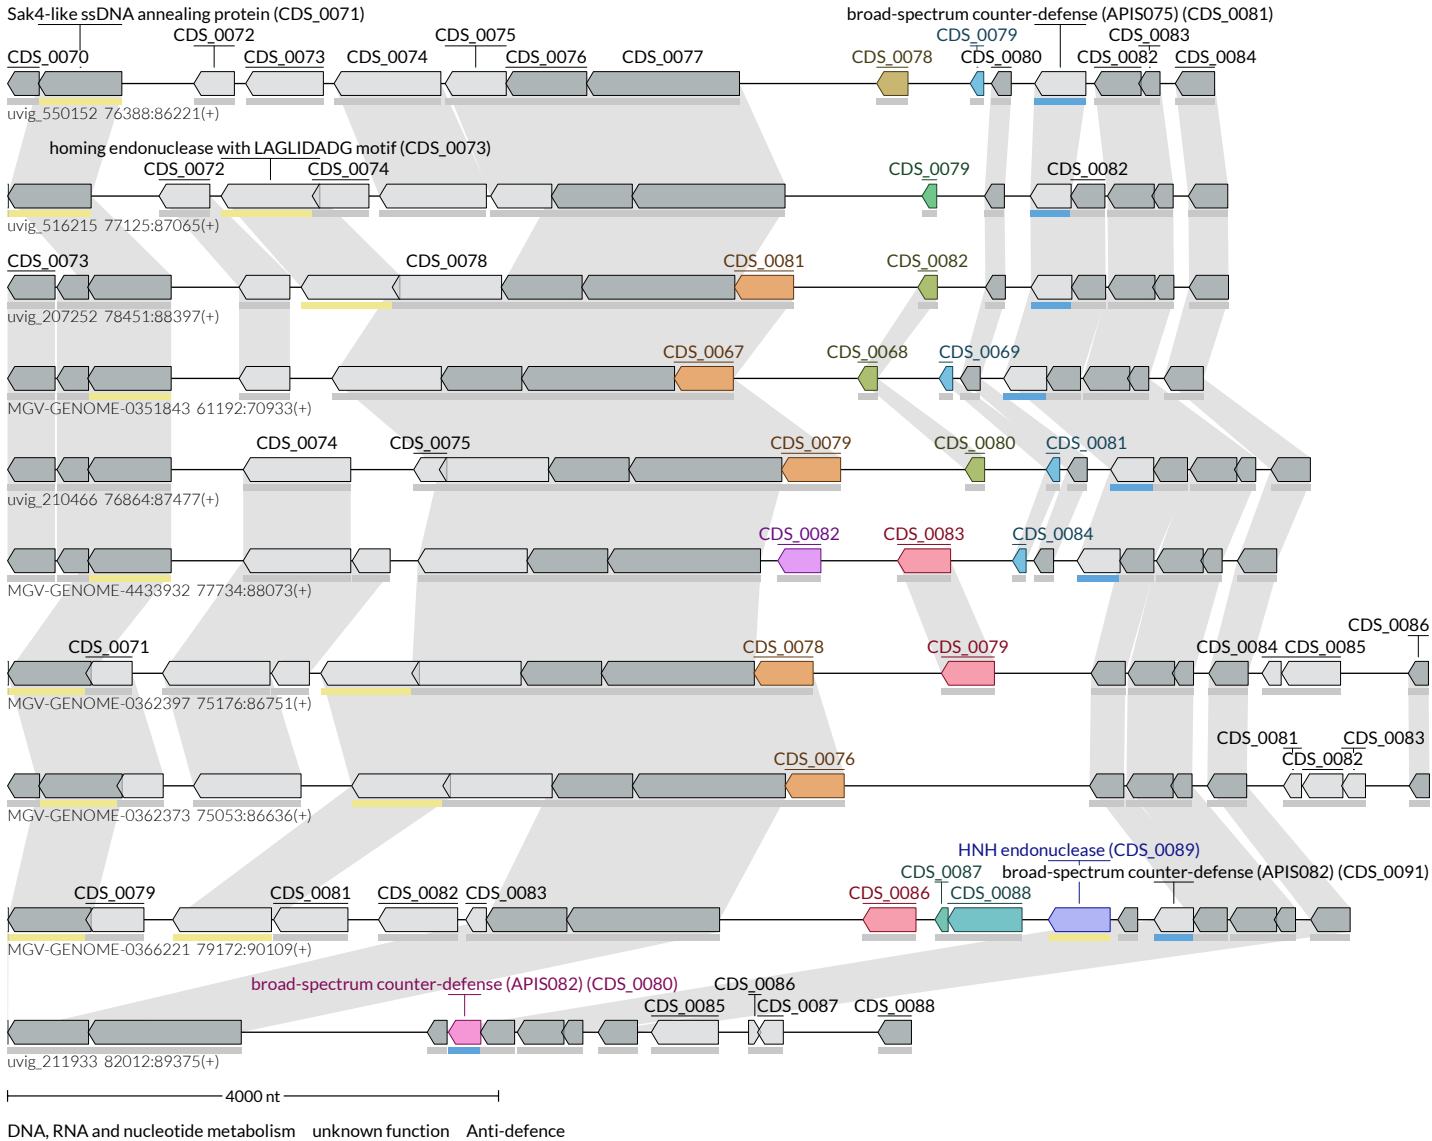 Sak4-like ssDNA annealing protein (CDS_0071) broad-spectrum counter-defense (APIS075) (CDS_0081)
CDS_0072 CDS_0075 CDS_0079 CDS_0083
CDS_0070 CDS_0073 CDS_0074 CDS_0076 CDS_0077 CDS_0078 CDS_0080 CDS_0082 CDS_0084
uvig_550152 76388:86221(+)
homing endonuclease with LAGLIDADG motif (CDS_0073)
CDS_0072 CDS_0074 CDS_0079 CDS_0082
uvig_516215 77125:87065(+)
CDS_0073 CDS_0078 CDS_0081 CDS_0082
uvig_207252 78451:88397(+)
CDS_0067 CDS_0068 CDS_0069
MGV-GENOME-0351843 61192:70933(+)
CDS_0074 CDS_0075 CDS_0079 CDS_0080 CDS_0081
uvig_210466 76864:87477(+)
CDS_0082 CDS_0083 CDS_0084
MGV-GENOME-4433932 77734:88073(+)
CDS_0086
CDS_0071 CDS_0078 CDS_0079 CDS_0084 CDS_0085
MGV-GENOME-0362397 75176:86751(+)
CDS_0081 CDS_0083
CDS_0076 CDS_0082
MGV-GENOME-0362373 75053:86636(+)
HNH endonuclease (CDS_0089)
CDS_0087 broad-spectrum counter-defense (APIS082) (CDS_0091)
CDS_0079 CDS_0081 CDS_0082 CDS_0083 CDS_0086 CDS_0088
MGV-GENOME-0366221 79172:90109(+)
broad-spectrum counter-defense (APIS082) (CDS_0080) CDS_0086
CDS_0085 CDS_0087 CDS_0088
uvig_211933 82012:89375(+)
4000 nt
DNA, RNA and nucleotide metabolism unknown function Anti-defence